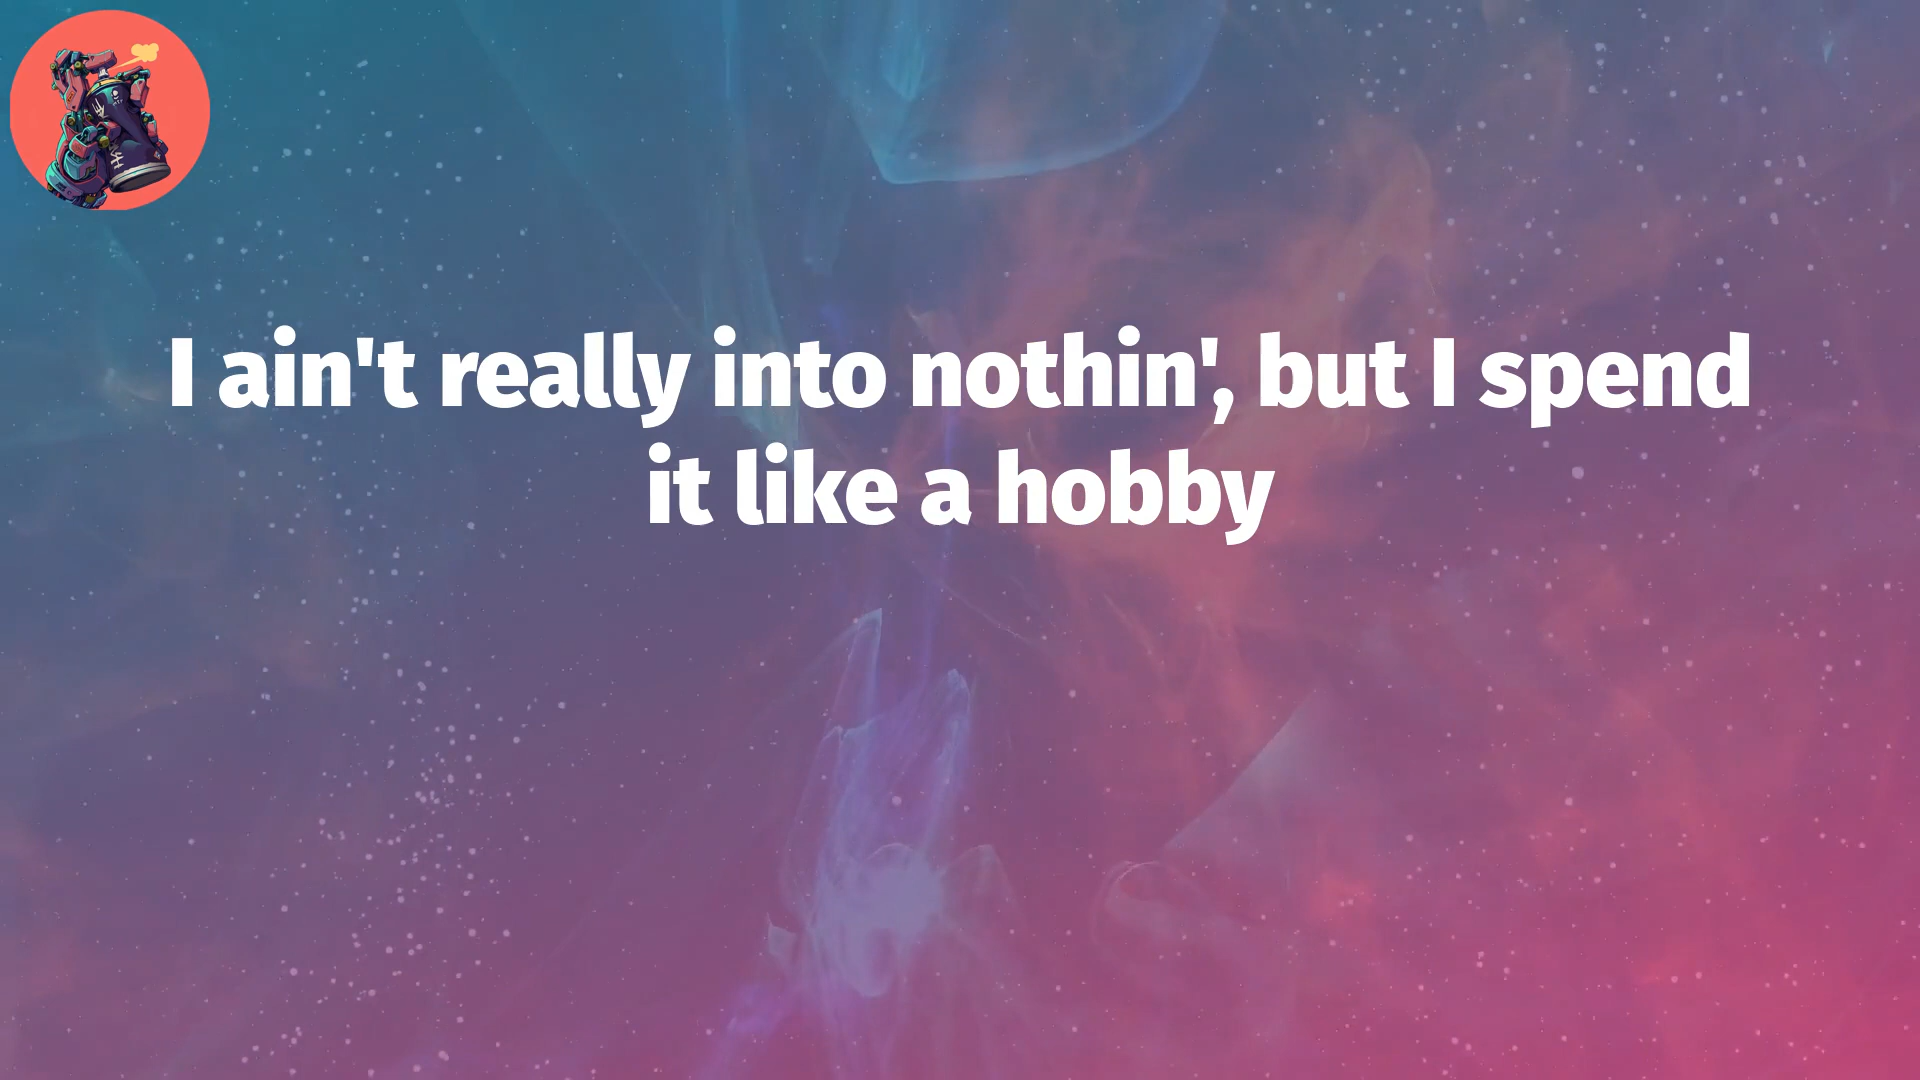 I ain't really into nothin', but I spend
it like a hobby